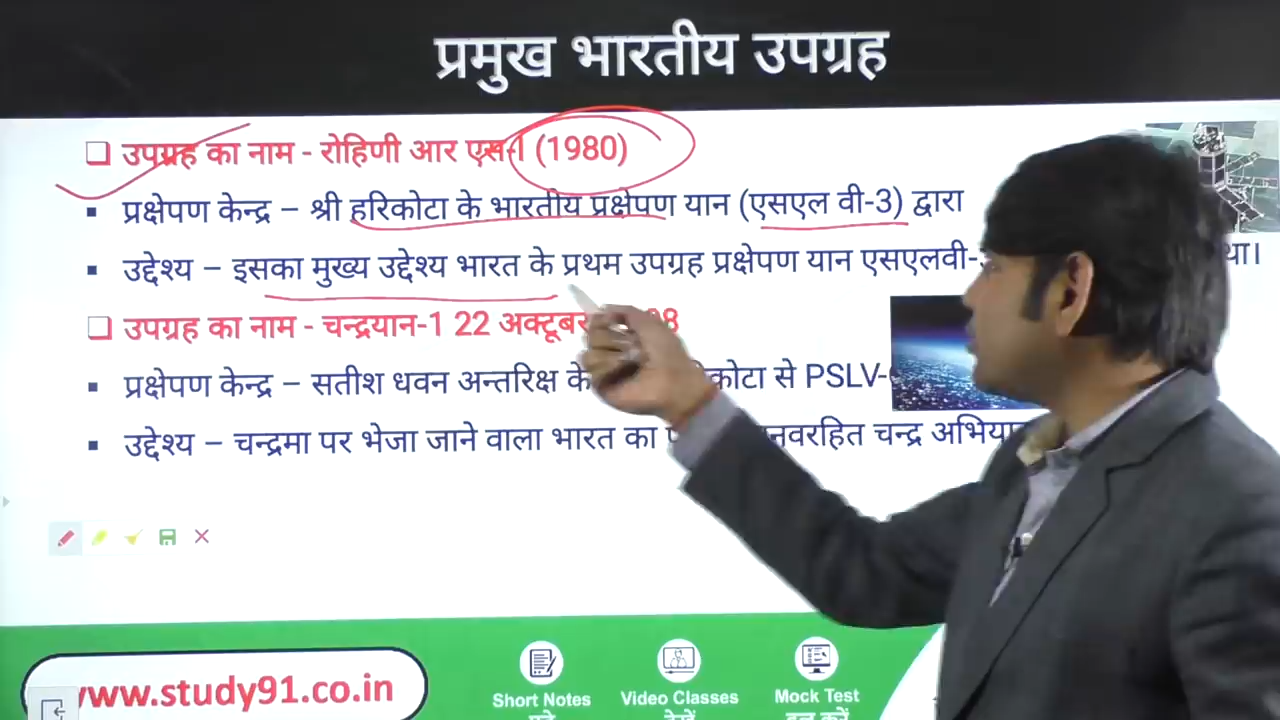 प्रमुख भारतीय उपग्रह
❑ उपग्रह का नाम - रोहिणी आर एस-1 (1980)
▪ प्रक्षेपण केन्द्र – श्री हरिकोटा के भारतीय प्रक्षेपण यान (एसएल वी-3) द्वारा
▪ उद्देश्य – इसका मुख्य उद्देश्य भारत के प्रथम उपग्रह प्रक्षेपण यान एसएलवी-
❑ उपग्रह का नाम - चन्द्रयान-1 22 अक्टूबर
▪ प्रक्षेपण केन्द्र – सतीश धवन अन्तरिक्ष से PSLV-
▪ उद्देश्य – चन्द्रमा पर भेजा जाने वाला भारत का चन्द्र
www.study91.co.in
Short Notes
Video Classes
Mock Test